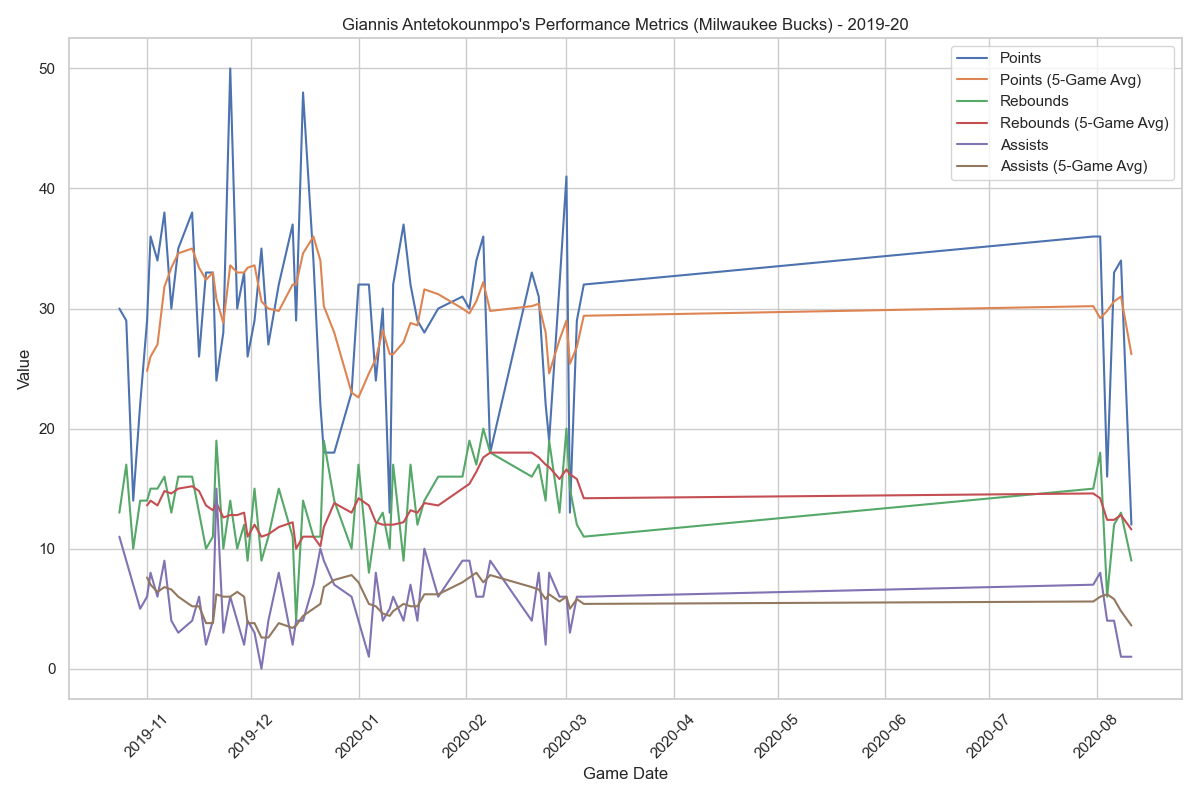 Giannis Antetokounmpo's Performance Metrics (Milwaukee Bucks) - 2019-20
Points
Points (5-Game Avg)
Rebounds
Rebounds (5-Game Avg)
Assists
Assists (5-Game Avg)
50
40
30
20
10
0
Value
2019-11
2019-12
2020-01
2020-02
2020-03
2020-04
2020-05
2020-06
2020-07
2020-08
Game Date